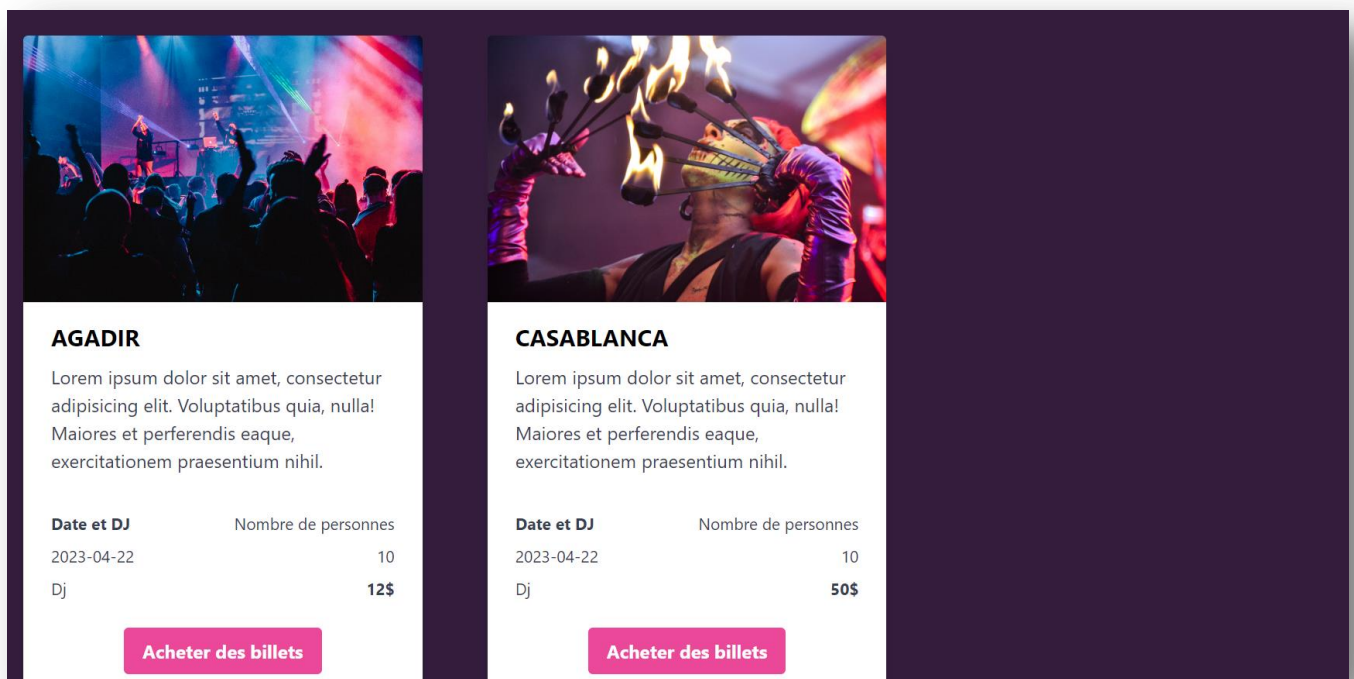 AGADIR
Lorem ipsum dolor sit amet, consectetur
adipisicing elit. Voluptatibus quia, nulla!
Maiores et perferendis eaque,
exercitationem praesentium nihil.
Date et DJ
Nombre de personnes
2023-04-22
10
Dj
12$
Acheter des billets
CASABLANCA
Lorem ipsum dolor sit amet, consectetur
adipisicing elit. Voluptatibus quia, nulla!
Maiores et perferendis eaque,
exercitationem praesentium nihil.
Date et DJ
Nombre de personnes
2023-04-22
10
Dj
50$
Acheter des billets